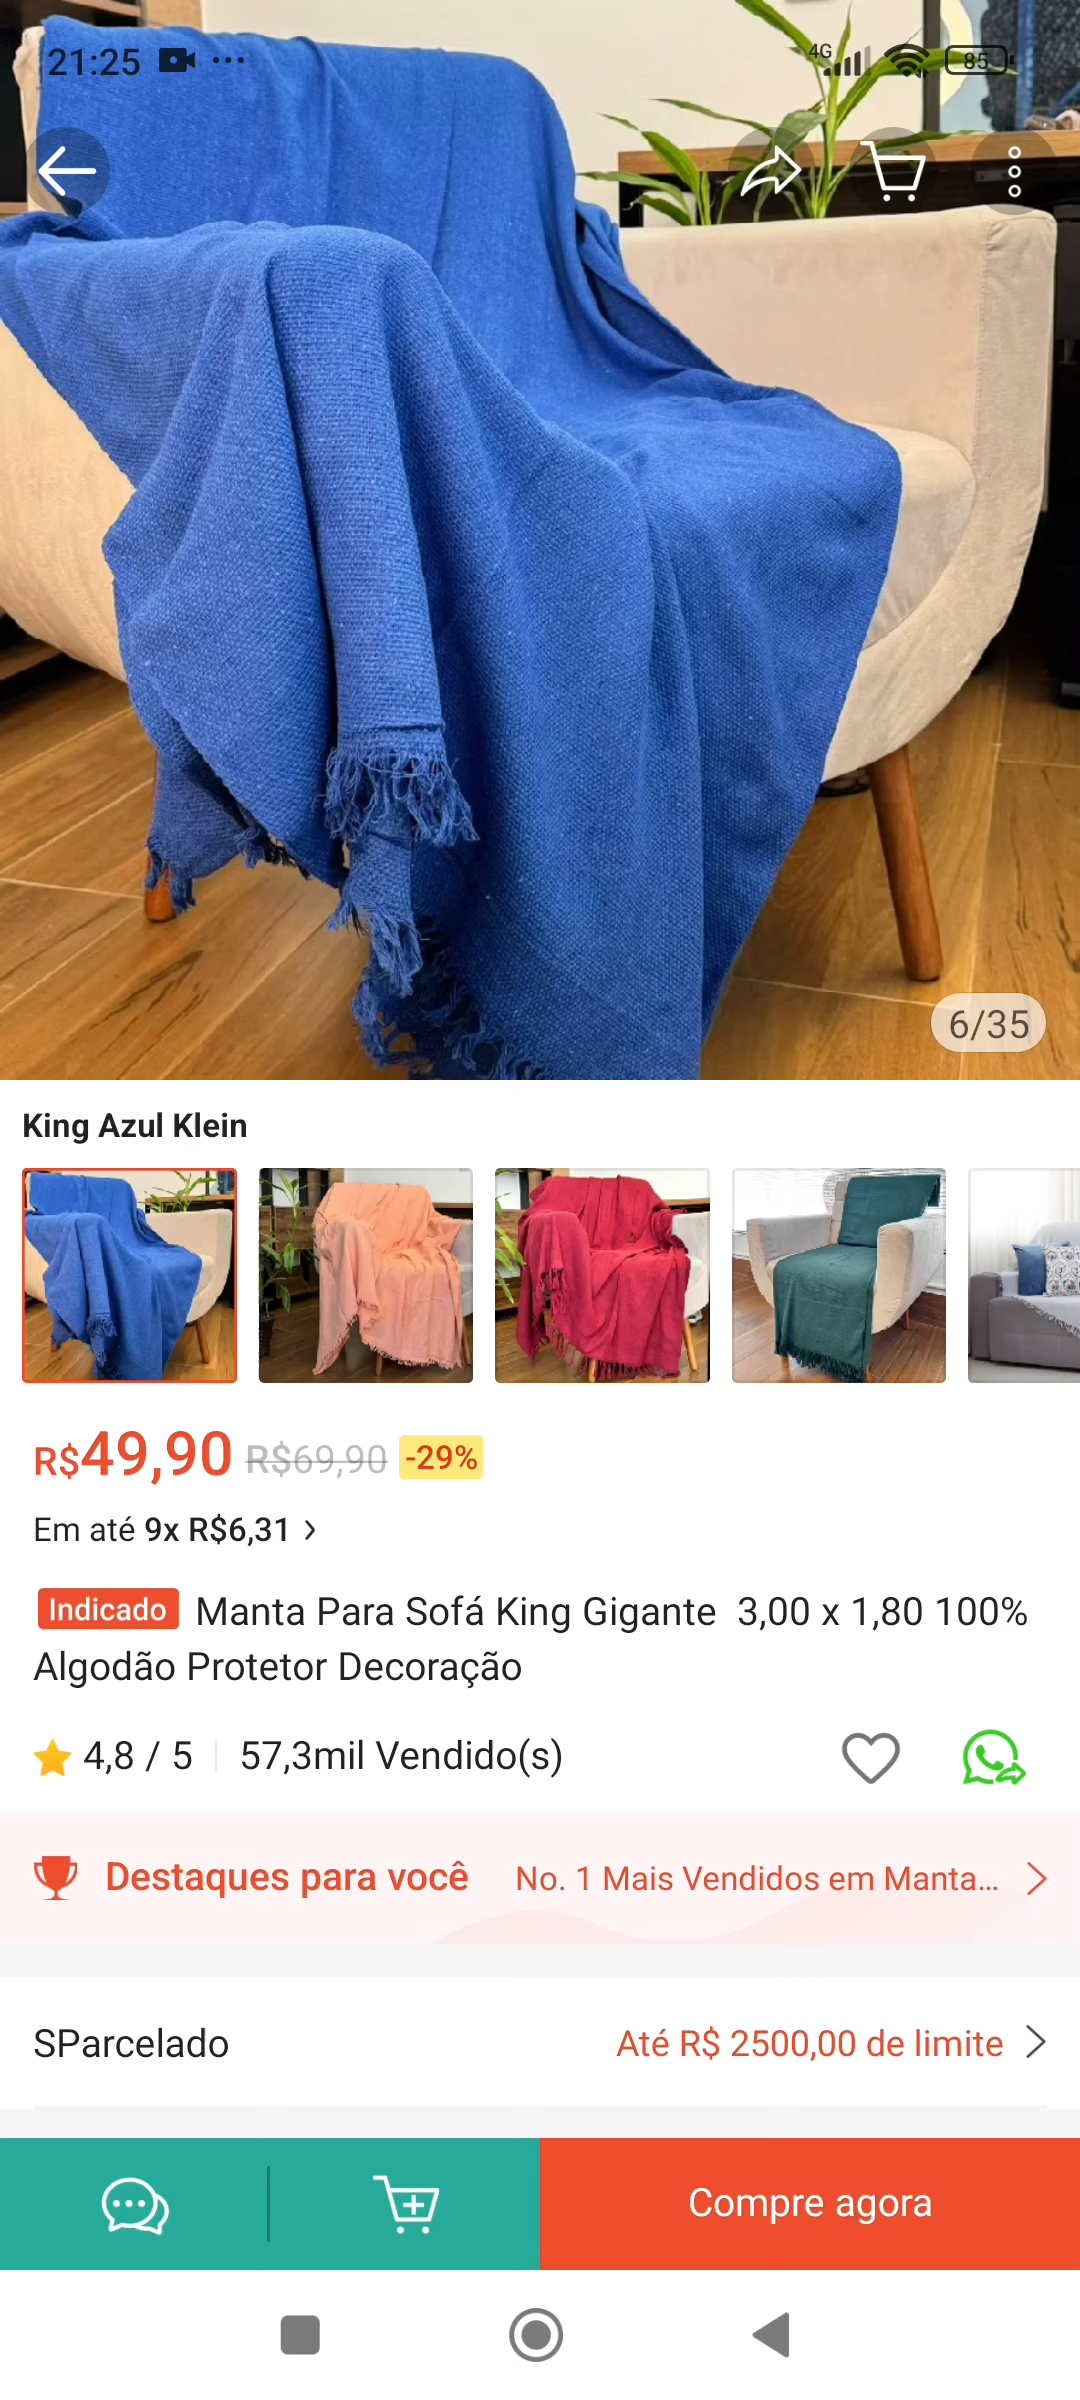 21:25
4G
85
6/35
King Azul Klein
R$49,90 R$69,90 -29%
Em até 9x R$6,31
Indicado Manta Para Sofá King Gigante 3,00 x 1,80 100%
Algodão Protetor Decoração
4,8 / 5 57,3mil Vendido(s)
Destaques para você No. 1 Mais Vendidos em Manta...
SParcelado Até R$ 2500,00 de limite
Compre agora